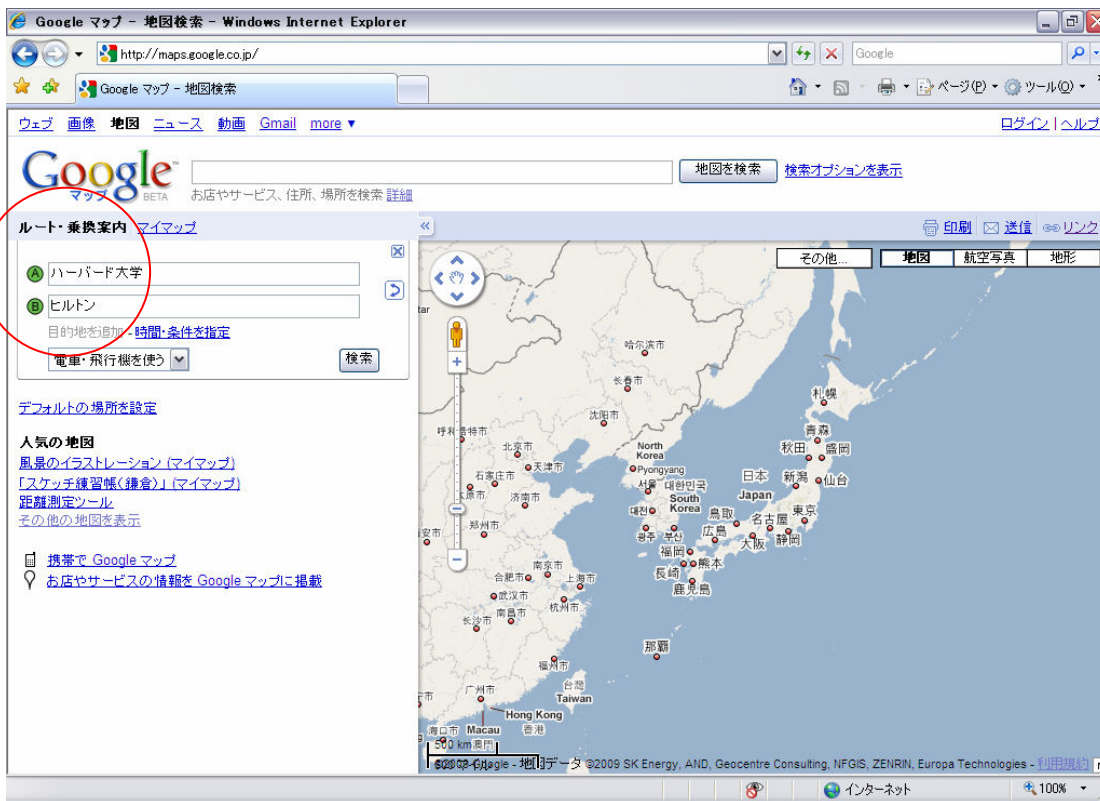 Google マップ - 地図検索 - Windows Internet Explorer
http://maps.google.co.jp/
Google
Google マップ - 地図検索
ページ(P) ツール(O)
ウェブ 画像 地図 ニュース 動画 Gmail more ▼
ログイン | ヘルプ
Google マップ BETA
地図を検索 検索オプションを表示
お店やサービス、住所、場所を検索 詳細
ルート・乗換案内 マイマップ
«
印刷 送信 リンク
A ハーバード大学
B ヒルトン
目的地を追加 - 時間・条件を指定
電車・飛行機を使う
検索
デフォルトの場所を設定
人気の地図
風景のイラストレーション (マイマップ)
「スケッチ練習帳(鎌倉)」 (マイマップ)
距離測定ツール
その他の地図を表示
携帯で Google マップ
お店やサービスの情報を Google マップに掲載
その他... 地図 航空写真 地形
tar
哈尔滨市
长春市
札幌
沈阳市
青森
呼和浩特市
秋田 盛岡
北京市
North
Korea
天津市
Pyongyang
石家庄市
日本 新潟 仙台
서울 대한민국
太原市 济南市
South
Korea
Japan
대전
鳥取 名古屋 東京
郑州市
광주 부산 広島 大阪 静岡
安市
福岡
南京市
熊本
合肥市 上海市
長崎
鹿児島
武汉市
杭州市
南昌市
长沙市
那覇
福州市
台灣
Taiwan
广州市
Hong Kong
香港
海口市 Macau
澳門
500 km
©2009 Google - 地図データ ©2009 SK Energy, AND, Geocentre Consulting, NFGIS, ZENRIN, Europa Technologies - 利用規約
インターネット
100%